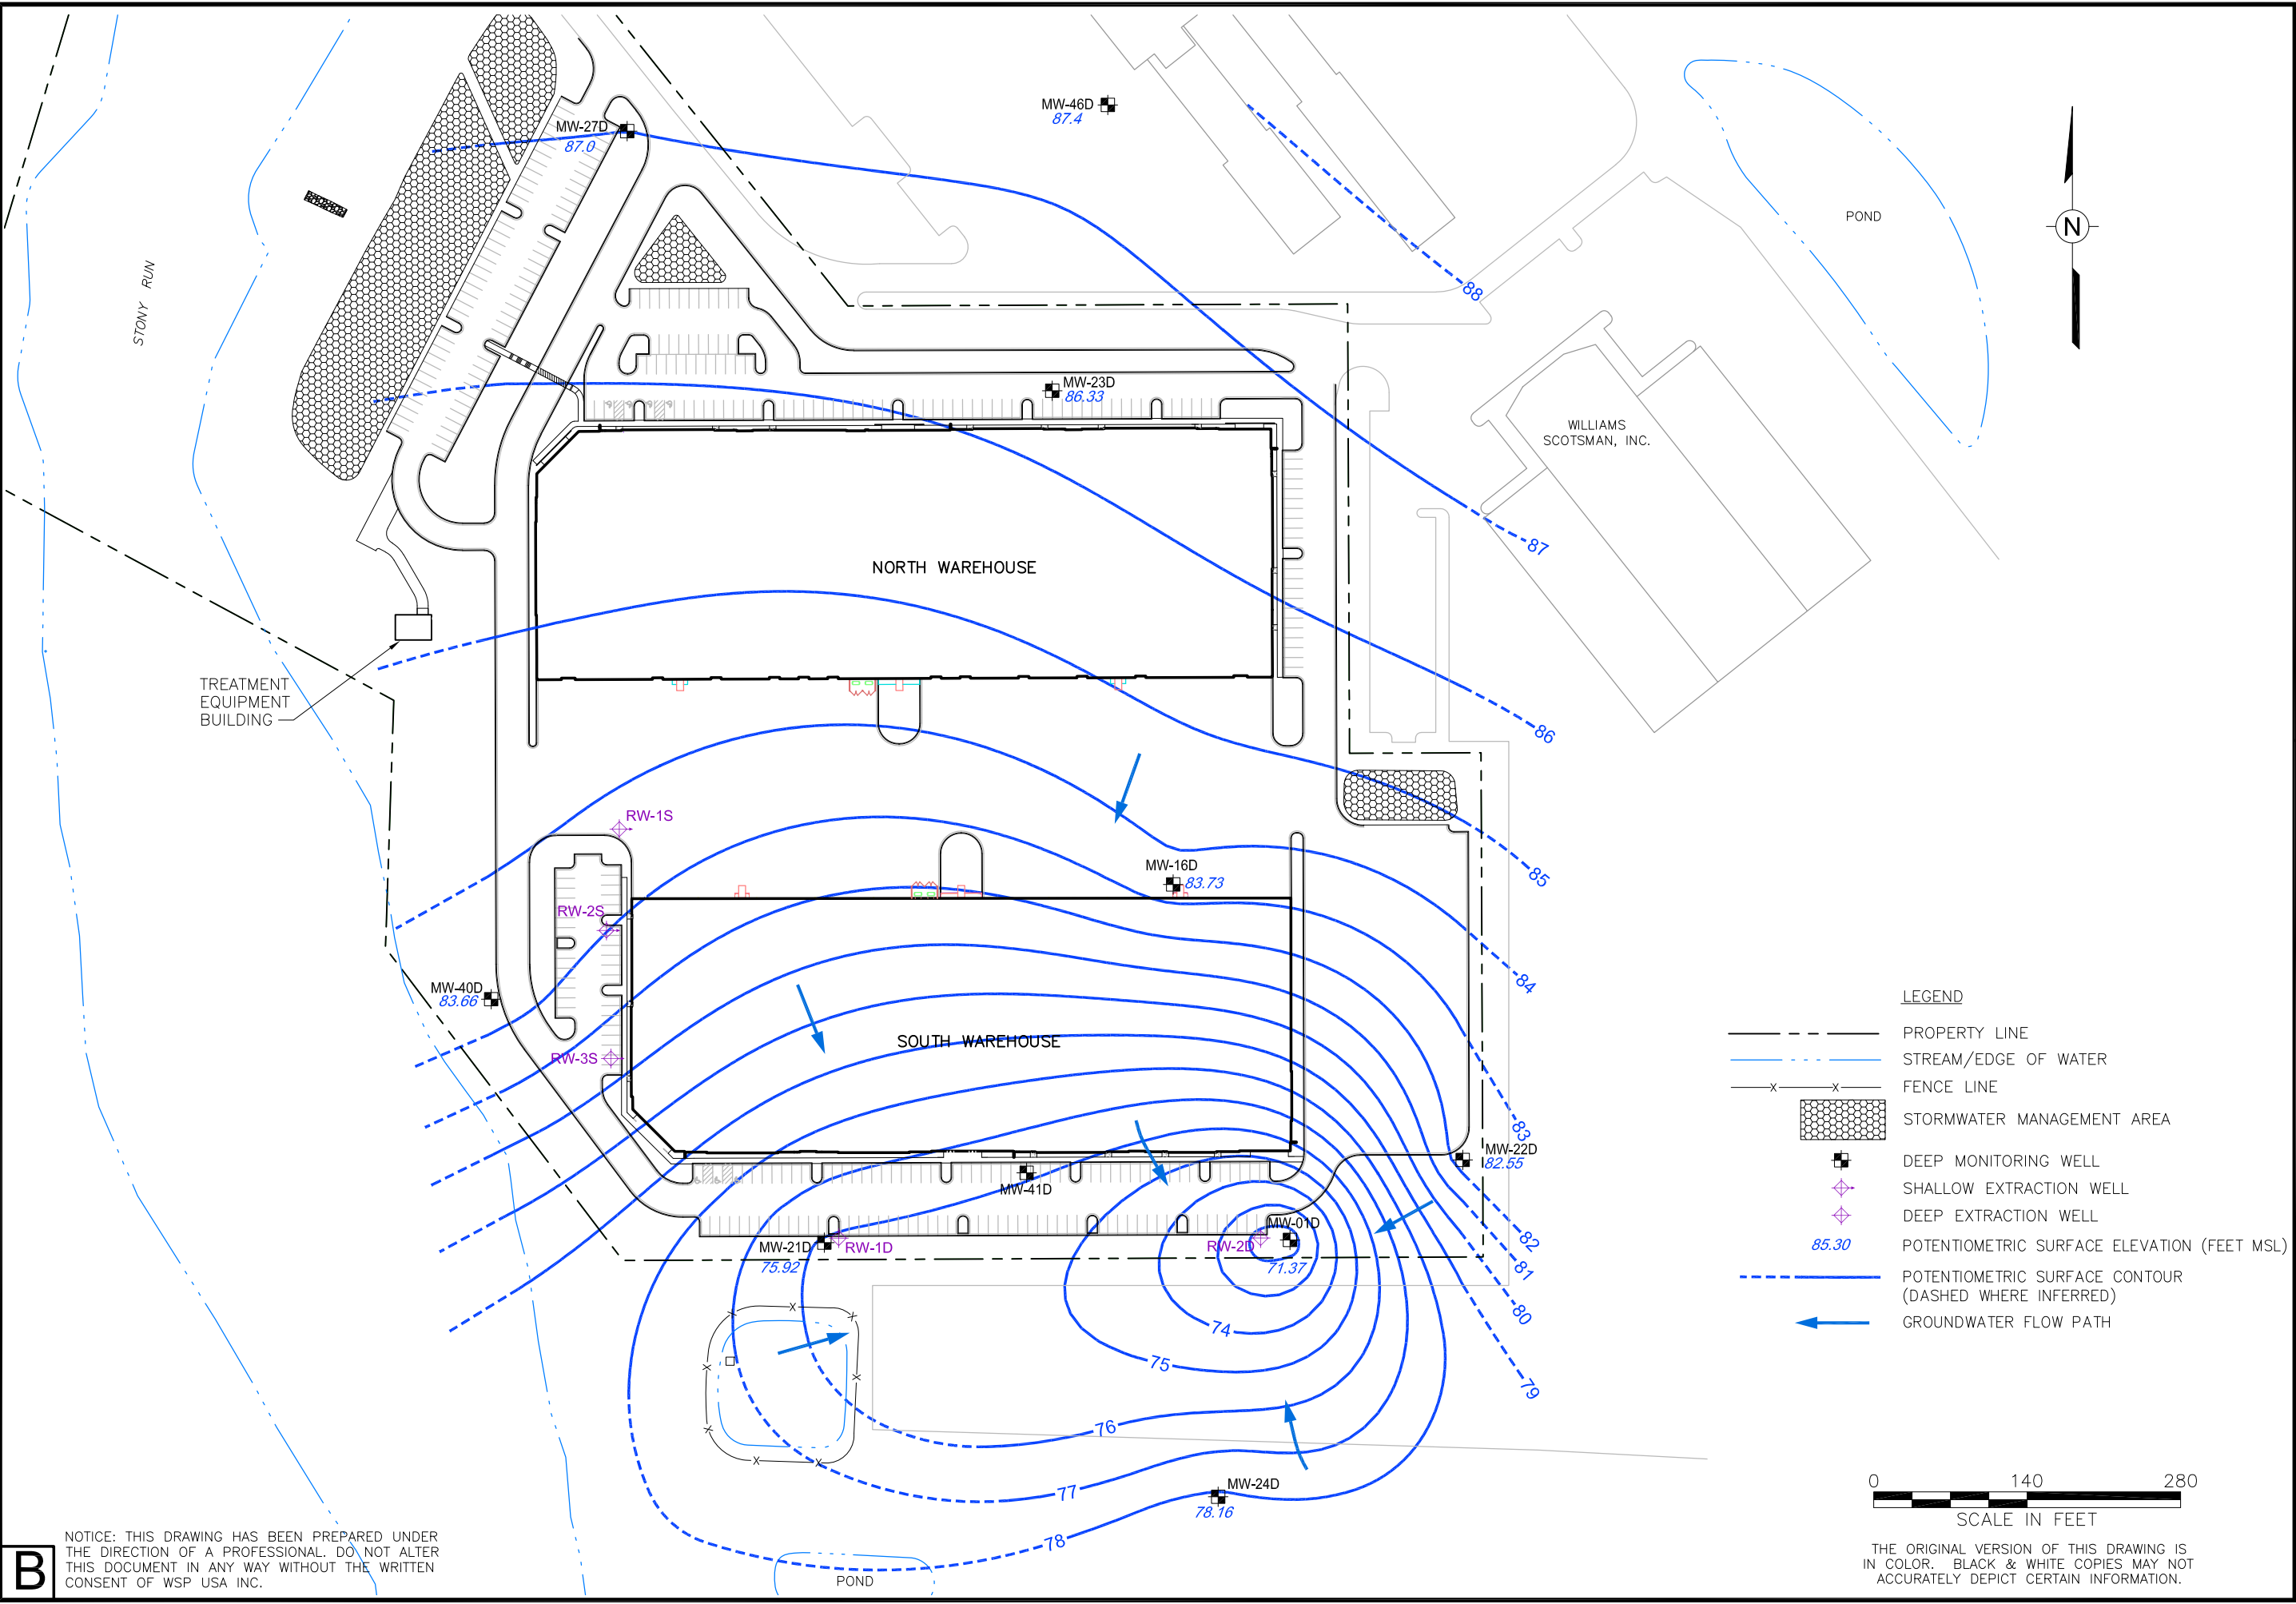 MW-46D
87.4
MW-27D
87.0
POND
N
STONY RUN
88
MW-23D
86.33
WILLIAMS
SCOTSMAN, INC.
87
NORTH WAREHOUSE
TREATMENT
EQUIPMENT
BUILDING
86
RW-1S
MW-16D
83.73
85
RW-2S
84
MW-40D
83.66
SOUTH WAREHOUSE
RW-3S
83
MW-22D
82.55
MW-41D
MW-01D
MW-21D
RW-1D
RW-2D
75.92
71.37
82
81
80
79
74
75
76
77
MW-24D
78.16
78
POND
LEGEND
PROPERTY LINE
STREAM/EDGE OF WATER
X X FENCE LINE
STORMWATER MANAGEMENT AREA
DEEP MONITORING WELL
SHALLOW EXTRACTION WELL
DEEP EXTRACTION WELL
85.30 POTENTIOMETRIC SURFACE ELEVATION (FEET MSL)
POTENTIOMETRIC SURFACE CONTOUR
(DASHED WHERE INFERRED)
GROUNDWATER FLOW PATH
0 140 280
SCALE IN FEET
THE ORIGINAL VERSION OF THIS DRAWING IS
IN COLOR. BLACK & WHITE COPIES MAY NOT
ACCURATELY DEPICT CERTAIN INFORMATION.
B
NOTICE: THIS DRAWING HAS BEEN PREPARED UNDER
THE DIRECTION OF A PROFESSIONAL. DO NOT ALTER
THIS DOCUMENT IN ANY WAY WITHOUT THE WRITTEN
CONSENT OF WSP USA INC.